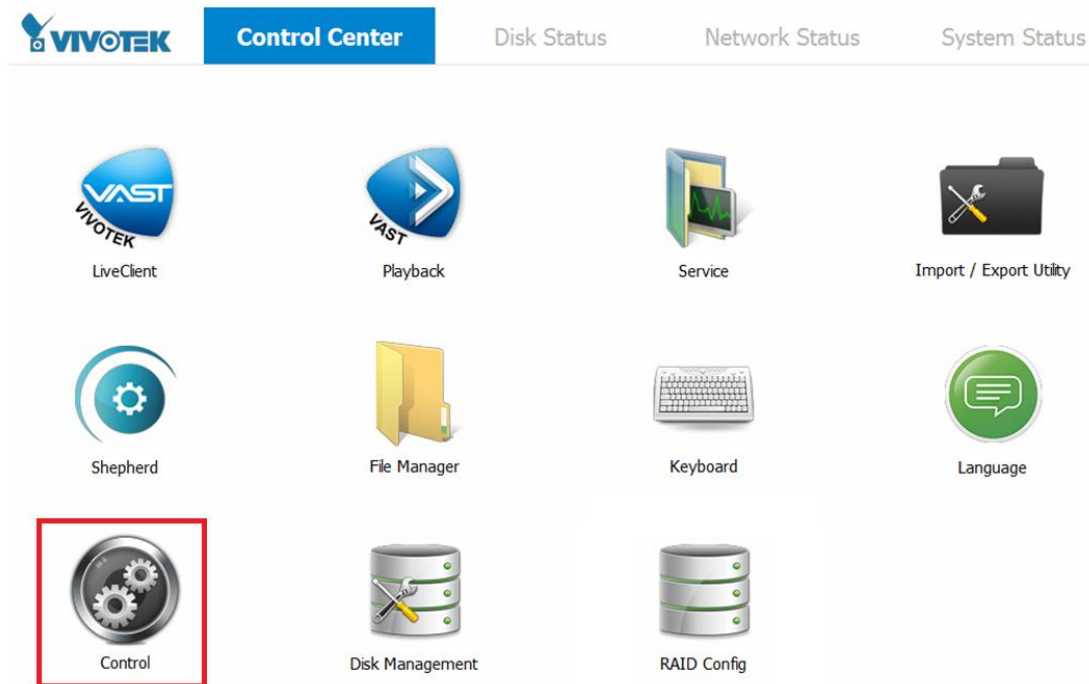 VIVOTEK Control Center Disk Status Network Status System Status
VAST VIVOTEK
VAST
LiveClient Playback Service Import / Export Utility
Shepherd File Manager Keyboard Language
Control Disk Management RAID Config